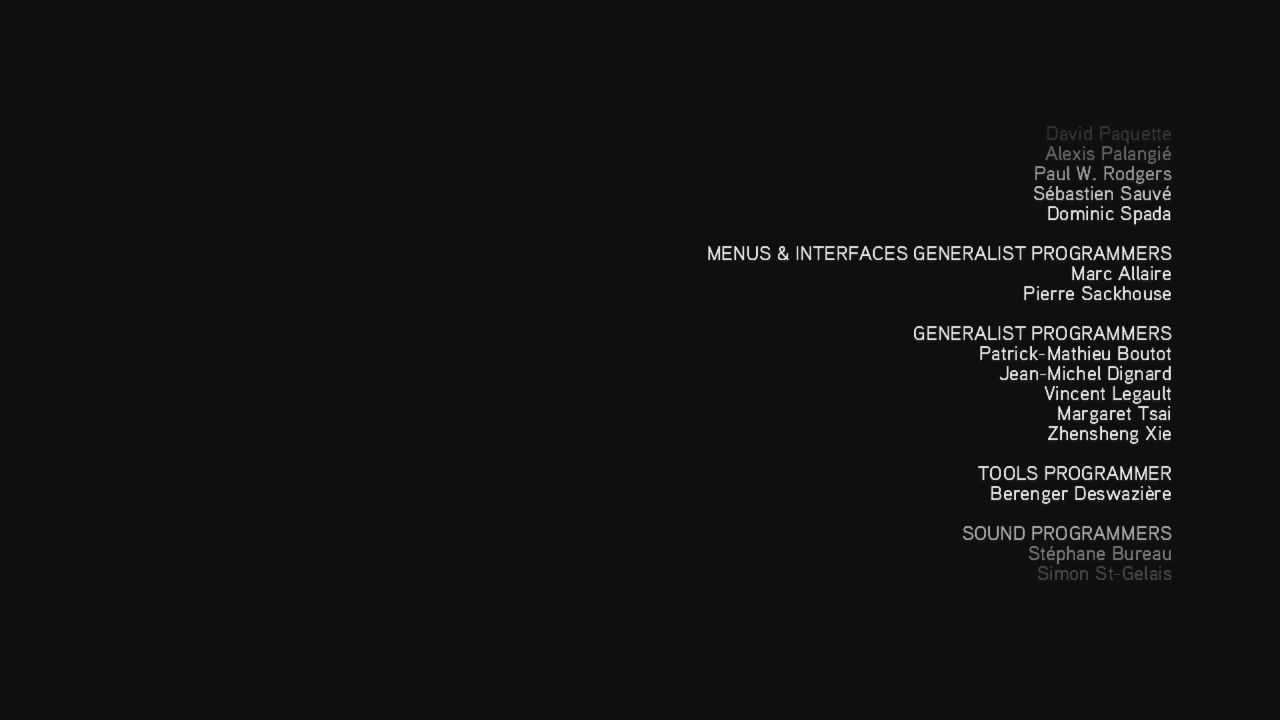 David Paquette
Alexis Palangié
Paul W. Rodgers
Sébastien Sauvé
Dominic Spada
MENUS & INTERFACES GENERALIST PROGRAMMERS
Marc Allaire
Pierre Sackhouse
GENERALIST PROGRAMMERS
Patrick-Mathieu Boutot
Jean-Michel Dignard
Vincent Legault
Margaret Tsai
Zhensheng Xie
TOOLS PROGRAMMER
Berenger Deswazière
SOUND PROGRAMMERS
Stéphane Bureau
Simon St-Gelais